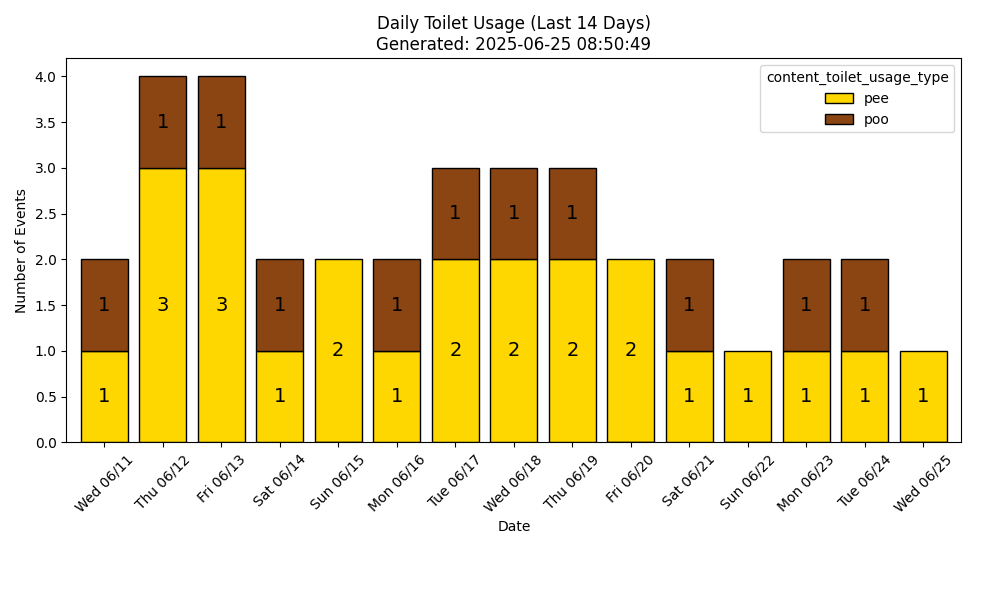 Daily Toilet Usage (Last 14 Days)
Generated: 2025-06-25 08:50:49
content_toilet_usage_type
pee
poo
Number of Events
4.0
3.5
3.0
2.5
2.0
1.5
1.0
0.5
0.0
1 1
1 3
1 3
1 1
2
1 1
1 2
1 2
1 2
2
1 1
1
1 1
1 1
1
Wed 06/11
Thu 06/12
Fri 06/13
Sat 06/14
Sun 06/15
Mon 06/16
Tue 06/17
Wed 06/18
Thu 06/19
Fri 06/20
Sat 06/21
Sun 06/22
Mon 06/23
Tue 06/24
Wed 06/25
Date